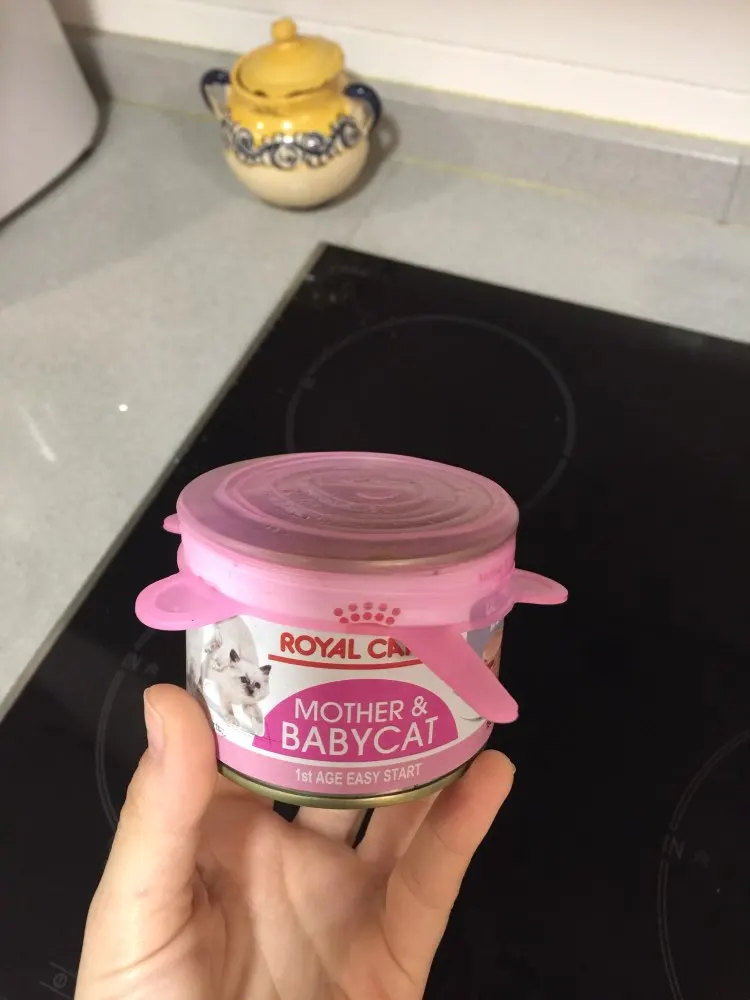 ROYAL CA
MOTHER &
BABYCAT
1st AGE EASY START